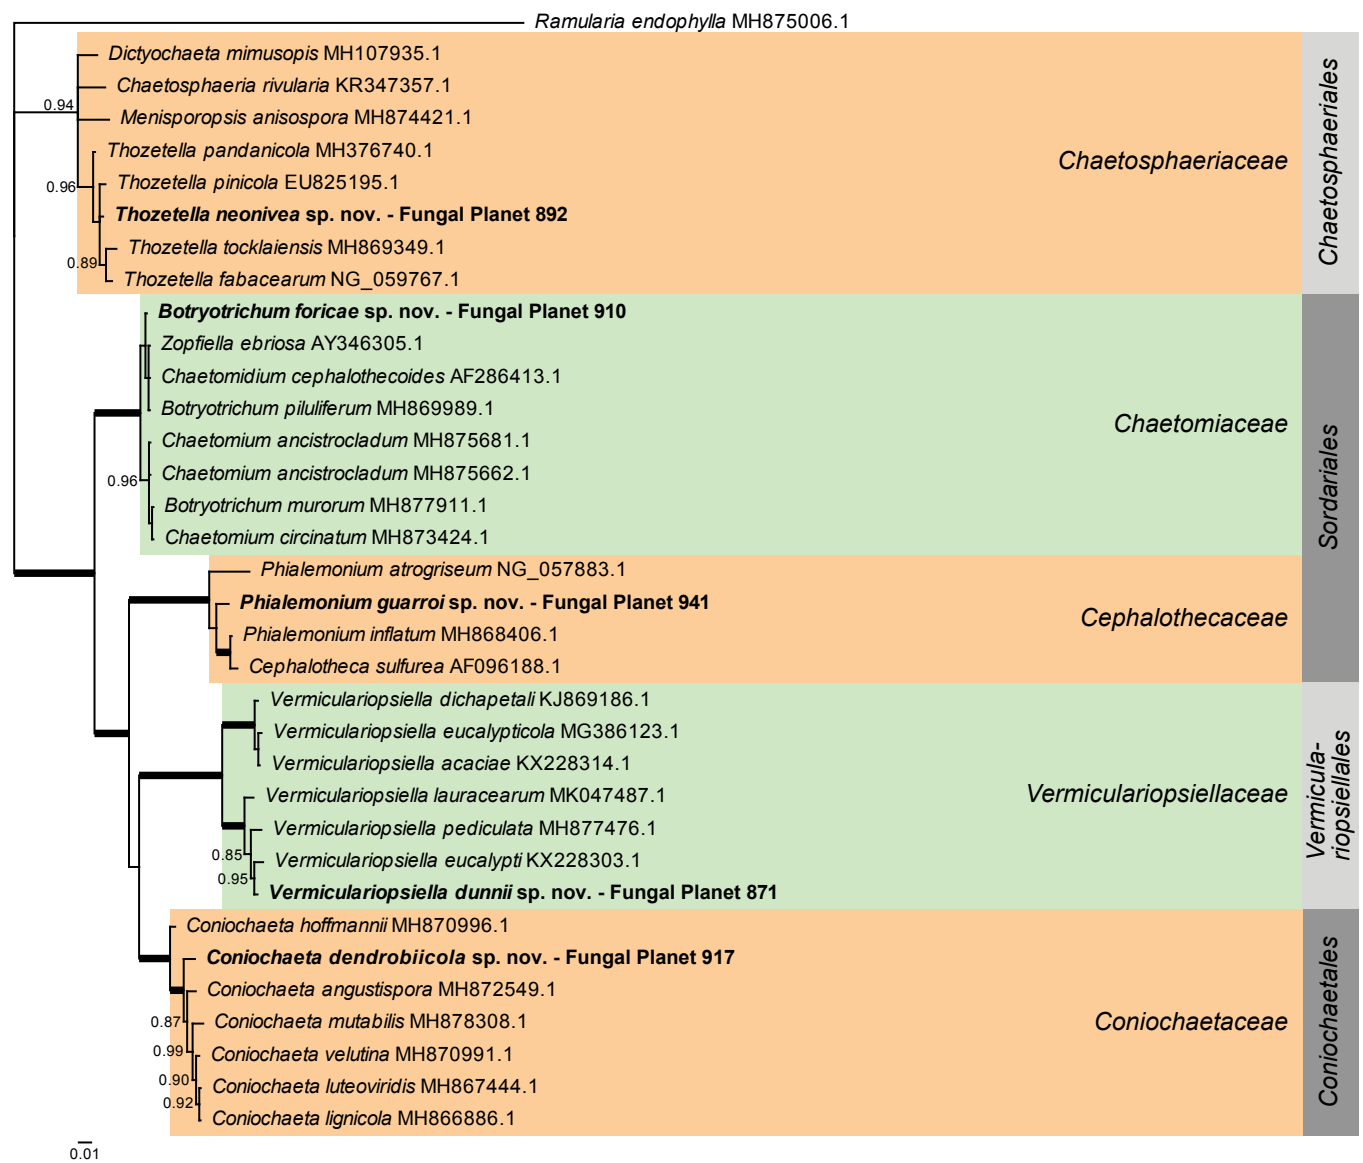 Ramularia endophylla MH875006.1
Dictyochaeta mimusopis MH107935.1
Chaetosphaeria rivularia KR347357.1
0.94
Menisporopsis anisospora MH874421.1
Thozetella pandanicola MH376740.1
Chaetosphaeriaceae
Chaetosphaeriales
Thozetella pinicola EU825195.1
0.96
Thozetella neonivea sp. nov. - Fungal Planet 892
Thozetella tocklaiensis MH869349.1
0.89
Thozetella fabacearum NG_059767.1
Botryotrichum foricae sp. nov. - Fungal Planet 910
Zopfiella ebriosa AY346305.1
Chaetomidium cephalothecoides AF286413.1
Botryotrichum piluliferum MH869989.1
Chaetomiaceae
Chaetomium ancistrocladum MH875681.1
Chaetomium ancistrocladum MH875662.1
0.96
Sordariales
Botryotrichum murorum MH877911.1
Chaetomium circinatum MH873424.1
Phialemonium atrogriseum NG_057883.1
Phialemonium guarroi sp. nov. - Fungal Planet 941
Cephalothecaceae
Phialemonium inflatum MH868406.1
Cephalotheca sulfurea AF096188.1
Vermiculariopsiella dichapetali KJ869186.1
Vermiculariopsiella eucalypticola MG386123.1
Vermiculariopsiella acaciae KX228314.1
Vermiculariopsiellaceae
Vermicula-
riopsiellales
Vermiculariopsiella lauracearum MK047487.1
Vermiculariopsiella pediculata MH877476.1
0.85
Vermiculariopsiella eucalypti KX228303.1
0.95
Vermiculariopsiella dunnii sp. nov. - Fungal Planet 871
Coniochaeta hoffmannii MH870996.1
Coniochaeta dendrobiicola sp. nov. - Fungal Planet 917
Coniochaeta angustispora MH872549.1
0.87
Coniochaeta mutabilis MH878308.1
Coniochaetaceae
Coniochaetales
0.99
Coniochaeta velutina MH870991.1
0.90
Coniochaeta luteoviridis MH867444.1
0.92
Coniochaeta lignicola MH866886.1
0.01